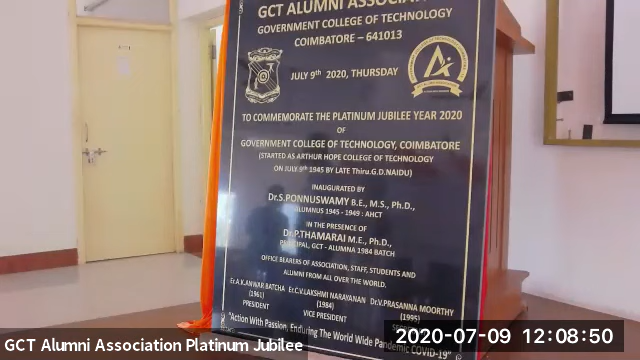 GCT ALUMNI ASSOCIATION
GOVERNMENT COLLEGE OF TECHNOLOGY
COIMBATORE – 641013
JULY 9th 2020, THURSDAY
TO COMMEMORATE THE PLATINUM JUBILEE YEAR 2020
OF
GOVERNMENT COLLEGE OF TECHNOLOGY, COIMBATORE
(STARTED AS ARTHUR HOPE COLLEGE OF TECHNOLOGY
ON JULY 9th 1945 BY LATE Thiru.G.D.NAIDU)
INAUGURATED BY
Dr.S.PONNUSWAMY B.E., M.S., Ph.D.,
ALUMNUS 1945 - 1949 : AHCT
IN THE PRESENCE OF
Dr.P.THAMARAI M.E., Ph.D.,
PRINCIPAL, GCT - ALUMNA 1984 BATCH
OFFICE BEARERS OF ASSOCIATION, STAFF, STUDENTS AND
ALLUMNI FROM ALL OVER THE WORLD.
Er.A.K.ANWAR BATCHA Er.C.V.LAKSHMI NARAYANAN Dr.V.PRASANNA MOORTHY
(1961) (1984) (1995)
PRESIDENT VICE PRESIDENT
"Action With Passion, Enduring The World Wide Pandemic COVID-19"
GCT Alumni Association Platinum Jubilee
2020-07-09 12:08:50